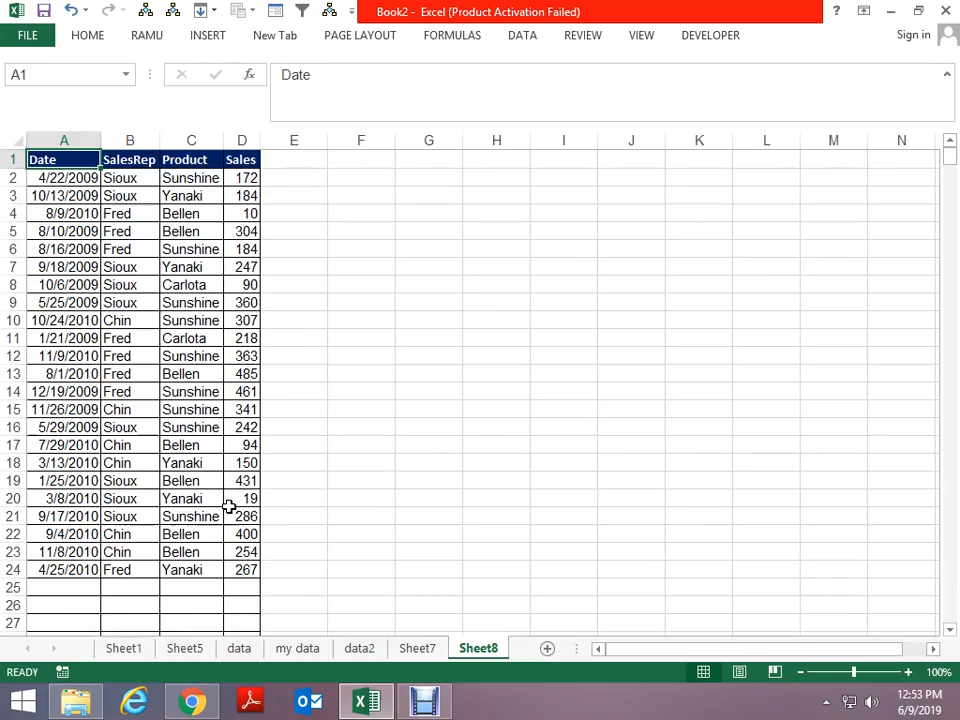 Book2 - Excel (Product Activation Failed)
FILE HOME RAMU INSERT New Tab PAGE LAYOUT FORMULAS DATA REVIEW VIEW DEVELOPER Sign in
A1 fx Date
A B C D E F G H I J K L M N
1 Date SalesRep Product Sales
2 4/22/2009 Sioux Sunshine 172
3 10/13/2009 Sioux Yanaki 184
4 8/9/2010 Fred Bellen 10
5 8/10/2009 Fred Bellen 304
6 8/16/2009 Fred Sunshine 184
7 9/18/2009 Sioux Yanaki 247
8 10/6/2009 Sioux Carlota 90
9 5/25/2009 Sioux Sunshine 360
10 10/24/2010 Chin Sunshine 307
11 1/21/2009 Fred Carlota 218
12 11/9/2010 Fred Sunshine 363
13 8/1/2010 Fred Bellen 485
14 12/19/2009 Fred Sunshine 461
15 11/26/2009 Chin Sunshine 341
16 5/29/2009 Sioux Sunshine 242
17 7/29/2010 Chin Bellen 94
18 3/13/2010 Chin Yanaki 150
19 1/25/2010 Sioux Bellen 431
20 3/8/2010 Sioux Yanaki 19
21 9/17/2010 Sioux Sunshine 286
22 9/4/2010 Chin Bellen 400
23 11/8/2010 Chin Bellen 254
24 4/25/2010 Fred Yanaki 267
25
26
27
Sheet1 Sheet5 data my data data2 Sheet7 Sheet8
READY 100%
12:53 PM
6/9/2019